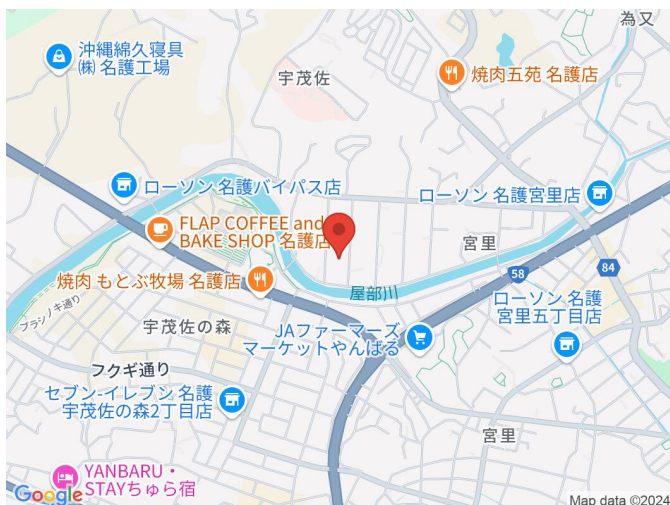 為又
沖縄綿久寝具
㈱ 名護工場
宇茂佐
焼肉五苑 名護店
ローソン 名護バイパス店
ローソン 名護宮里店
FLAP COFFEE and
BAKE SHOP 名護店
宮里
焼肉 もとぶ牧場 名護店
58
84
屋部川
ローソン 名護
宮里五丁目店
ブラシノキ通り
宇茂佐の森
JAファーマーズ
マーケットやんばる
フクギ通り
セブン-イレブン 名護
宇茂佐の森2丁目店
宮里
YANBARU・
STAYちゅら宿
Google
Map data ©2024